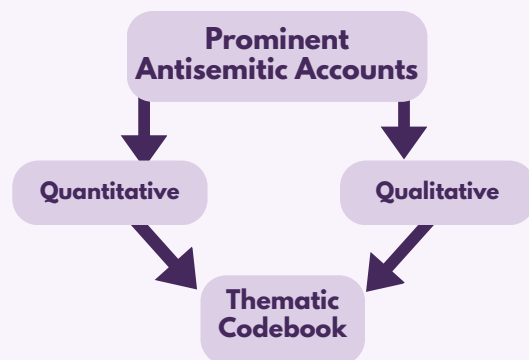 Prominent
Antisemitic Accounts
Quantitative
Qualitative
Thematic
Codebook